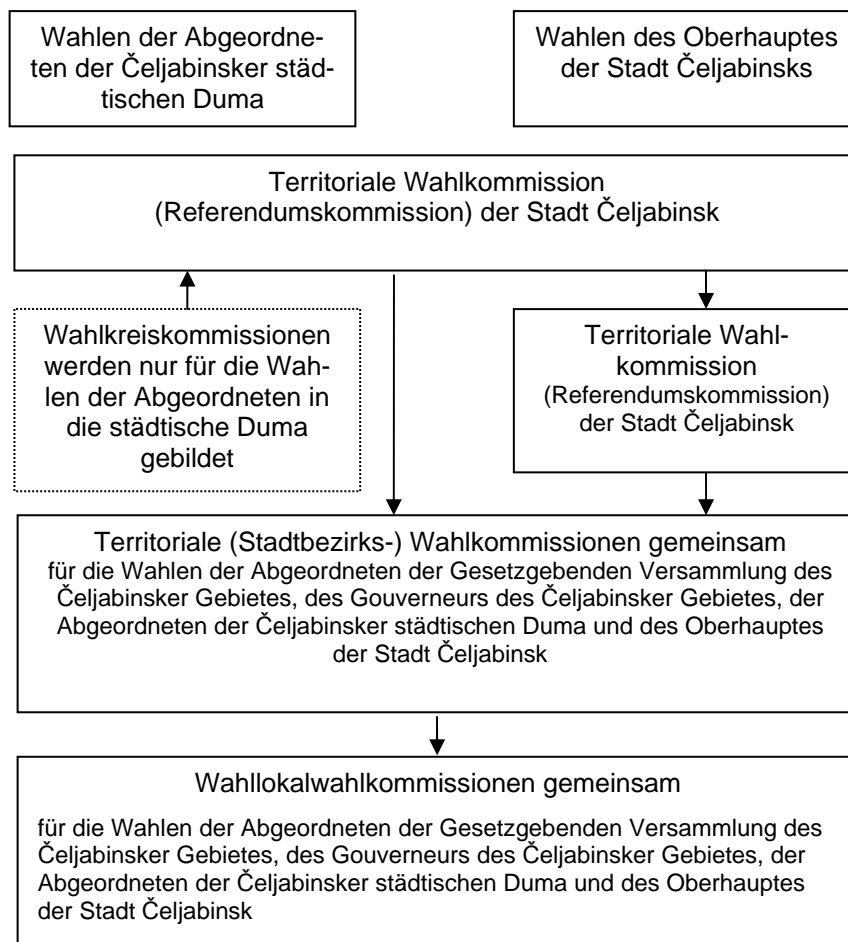 Wahlen der Abgeordne-
ten der Čeljabinsker städ-
tischen Duma
Wahlen des Oberhauptes
der Stadt Čeljabinsks
Territoriale Wahlkommission
(Referendumskommission) der Stadt Čeljabinsk
Wahlkreiskommissionen
werden nur für die Wah-
len der Abgeordneten in
die städtische Duma
gebildet
Territoriale Wahl-
kommission
(Referendumskommission)
der Stadt Čeljabinsk
Territoriale (Stadtbezirks-) Wahlkommissionen gemeinsam
für die Wahlen der Abgeordneten der Gesetzgebenden Versammlung des
Čeljabinsker Gebietes, des Gouverneurs des Čeljabinsker Gebietes, der
Abgeordneten der Čeljabinsker städtischen Duma und des Oberhauptes
der Stadt Čeljabinsk
Wahllokalwahlkommissionen gemeinsam
für die Wahlen der Abgeordneten der Gesetzgebenden Versammlung des
Čeljabinsker Gebietes, des Gouverneurs des Čeljabinsker Gebietes, der
Abgeordneten der Čeljabinsker städtischen Duma und des Oberhauptes
der Stadt Čeljabinsk